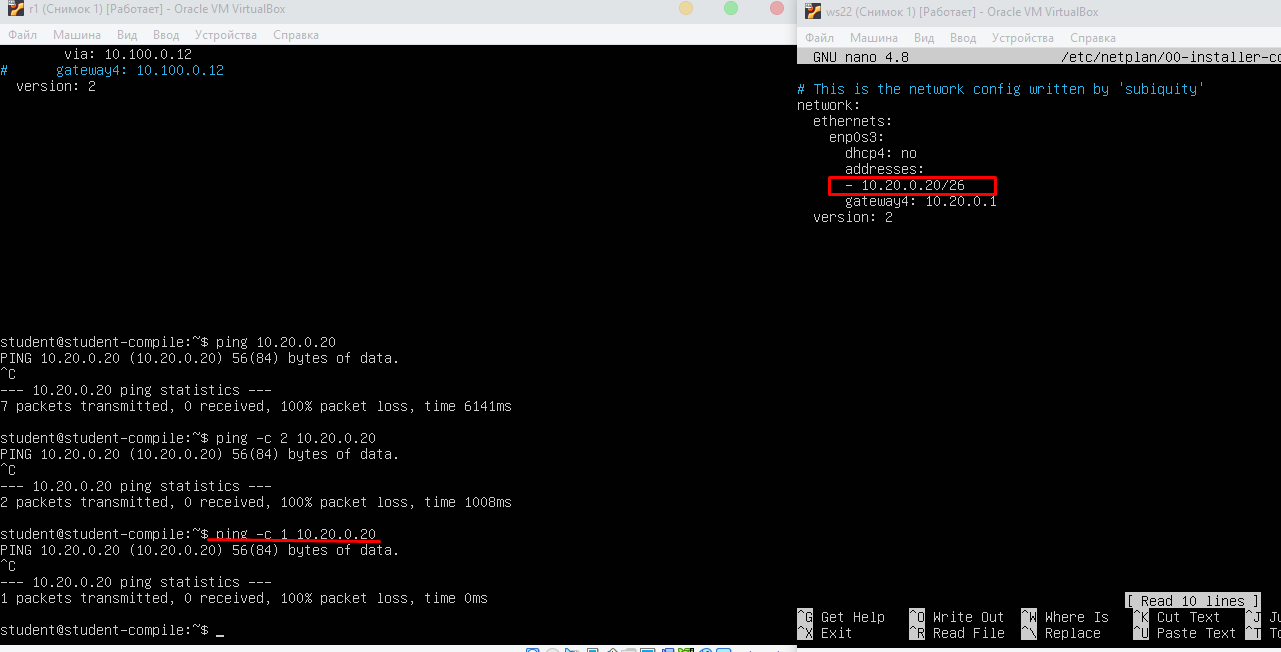 r1 (Снимок 1) [Работает] - Oracle VM VirtualBox
Файл Машина Вид Ввод Устройства Справка
via: 10.100.0.12
# gateway4: 10.100.0.12
version: 2
student@student-compile:~$ ping 10.20.0.20
PING 10.20.0.20 (10.20.0.20) 56(84) bytes of data.
^C
--- 10.20.0.20 ping statistics ---
7 packets transmitted, 0 received, 100% packet loss, time 6141ms
student@student-compile:~$ ping -c 2 10.20.0.20
PING 10.20.0.20 (10.20.0.20) 56(84) bytes of data.
^C
--- 10.20.0.20 ping statistics ---
2 packets transmitted, 0 received, 100% packet loss, time 1008ms
student@student-compile:~$ ping -c 1 10.20.0.20
PING 10.20.0.20 (10.20.0.20) 56(84) bytes of data.
^C
--- 10.20.0.20 ping statistics ---
1 packets transmitted, 0 received, 100% packet loss, time 0ms
student@student-compile:~$ _
ws22 (Снимок 1) [Работает] - Oracle VM VirtualBox
Файл Машина Вид Ввод Устройства Справка
GNU nano 4.8 /etc/netplan/00-installer-co
# This is the network config written by 'subiquity'
network:
ethernets:
enp0s3:
dhcp4: no
addresses:
- 10.20.0.20/26
gateway4: 10.20.0.1
version: 2
[ Read 10 lines ]
^G Get Help ^O Write Out ^W Where Is ^K Cut Text ^J Ju
^X Exit ^R Read File ^\ Replace ^U Paste Text ^T To